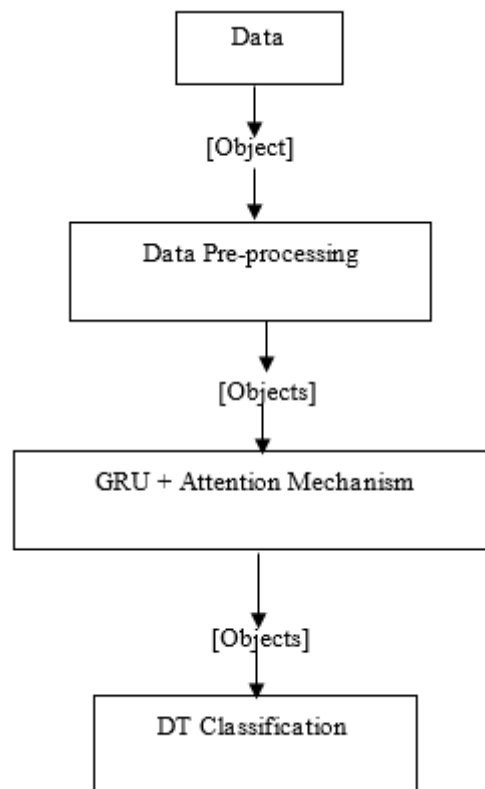 Data
[Object]
Data Pre-processing
[Objects]
GRU + Attention Mechanism
[Objects]
DT Classification